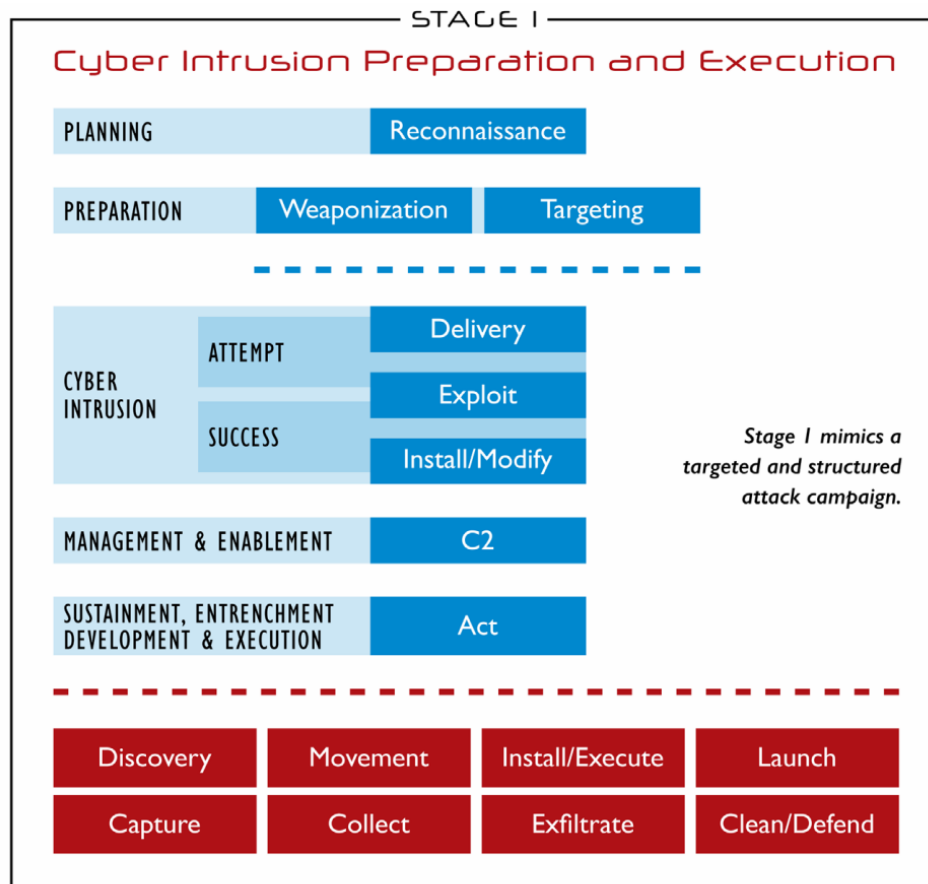 STAGE 1
Cyber Intrusion Preparation and Execution
PLANNING
Reconnaissance
PREPARATION
Weaponization
Targeting
CYBER
INTRUSION
ATTEMPT
Delivery
Exploit
SUCCESS
Install/Modify
Stage 1 mimics a
targeted and structured
attack campaign.
MANAGEMENT & ENABLEMENT
C2
SUSTAINMENT, ENTRENCHMENT
DEVELOPMENT & EXECUTION
Act
Discovery
Movement
Install/Execute
Launch
Capture
Collect
Exfiltrate
Clean/Defend